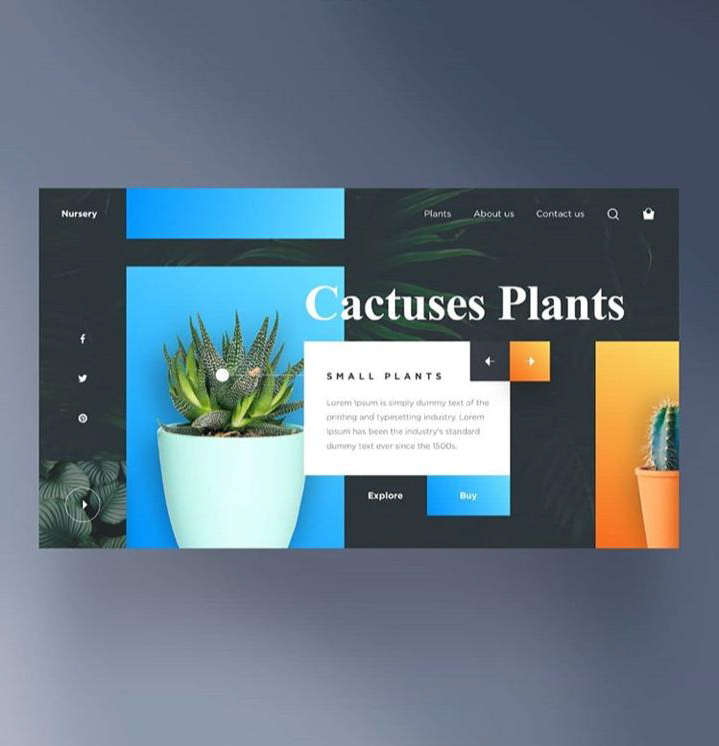 Nursery
Plants
About us
Contact us
Cactuses Plants
SMALL PLANTS
Lorem Ipsum is simply dummy text of the
printing and typesetting industry. Lorem
Ipsum has been the industry's standard
dummy text ever since the 1500s.
Explore
Buy